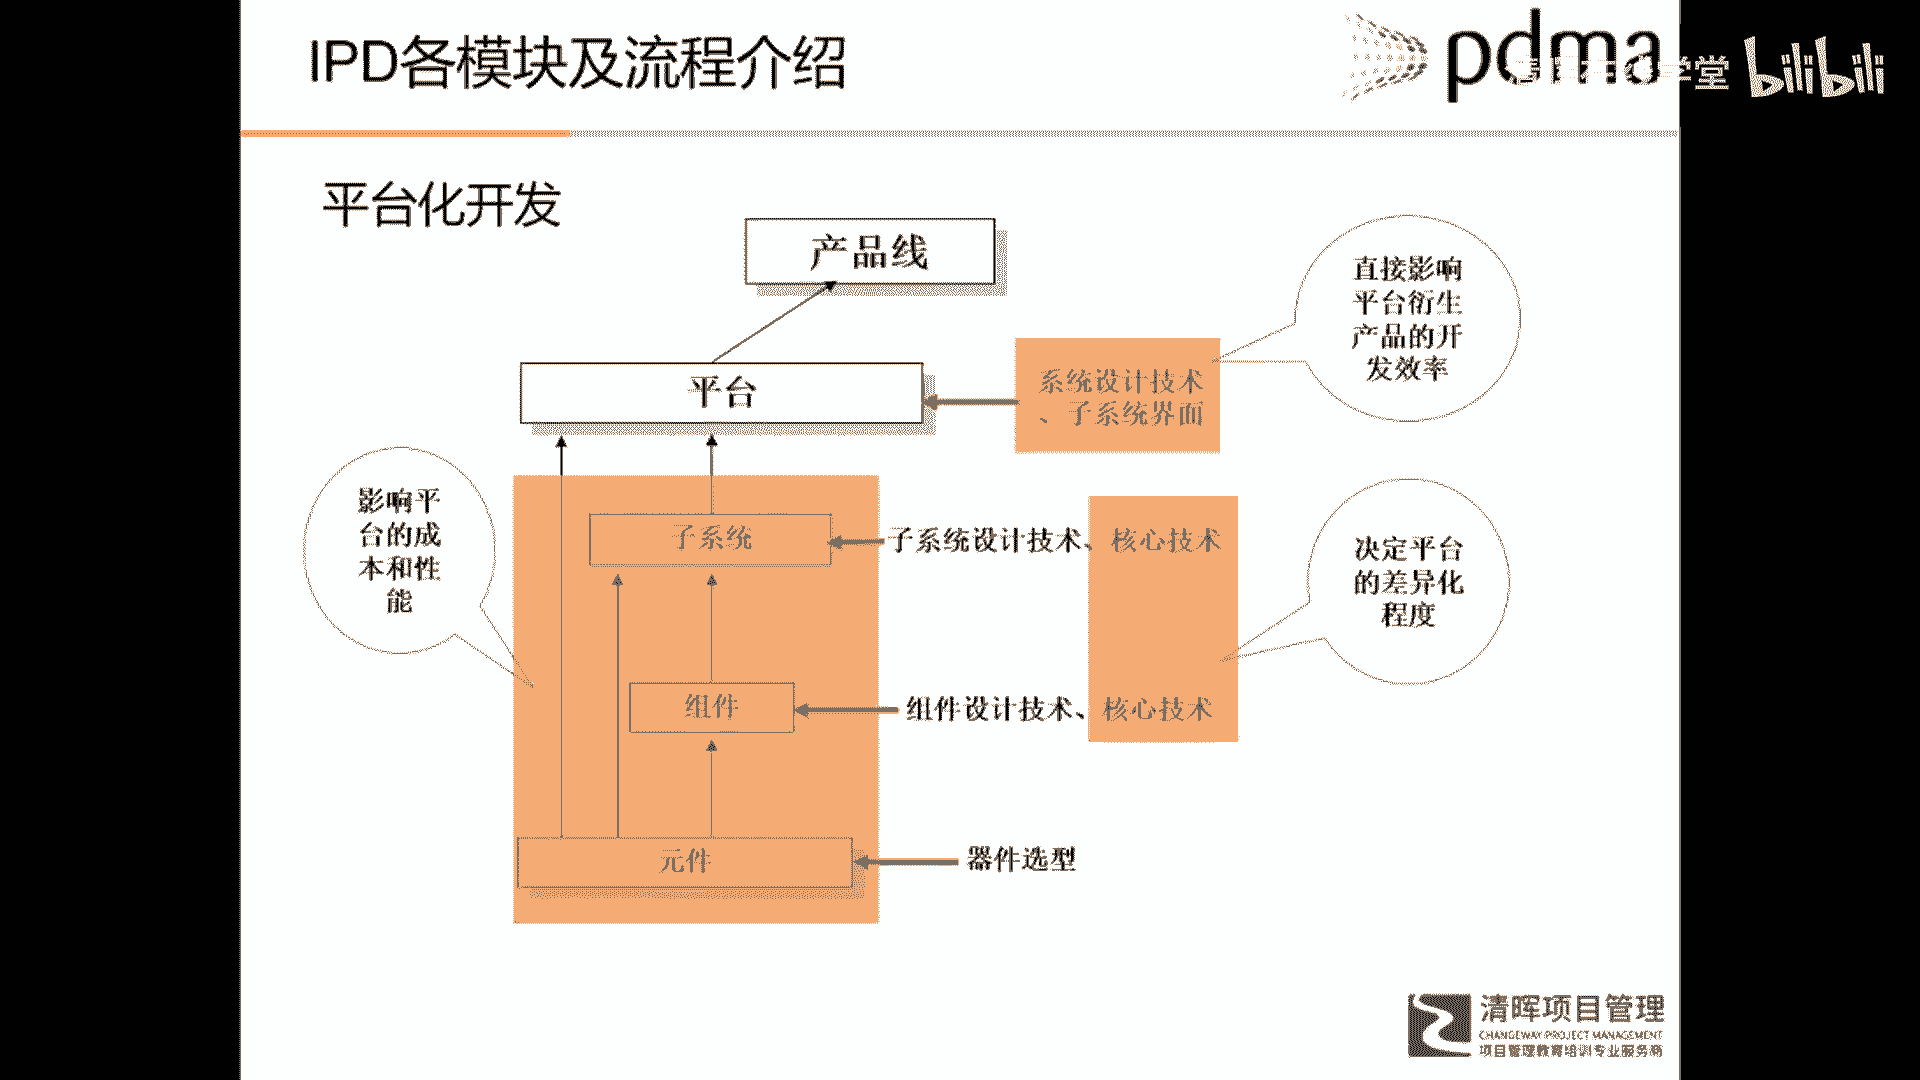 IPD各模块及流程介绍
pdma
学堂
bilibili
平台化开发
产品线
直接影响
平台衍生
产品的开
发效率
平台
系统设计技术
、子系统界面
影响平
台的成
本和性
能
子系统
子系统设计技术、核心技术
决定平台
的差异化
程度
组件
组件设计技术、核心技术
元件
器件选型
清晖项目管理
CHANGEWAY PROJECT MANAGEMENT
项目管理教育培训专业服务商